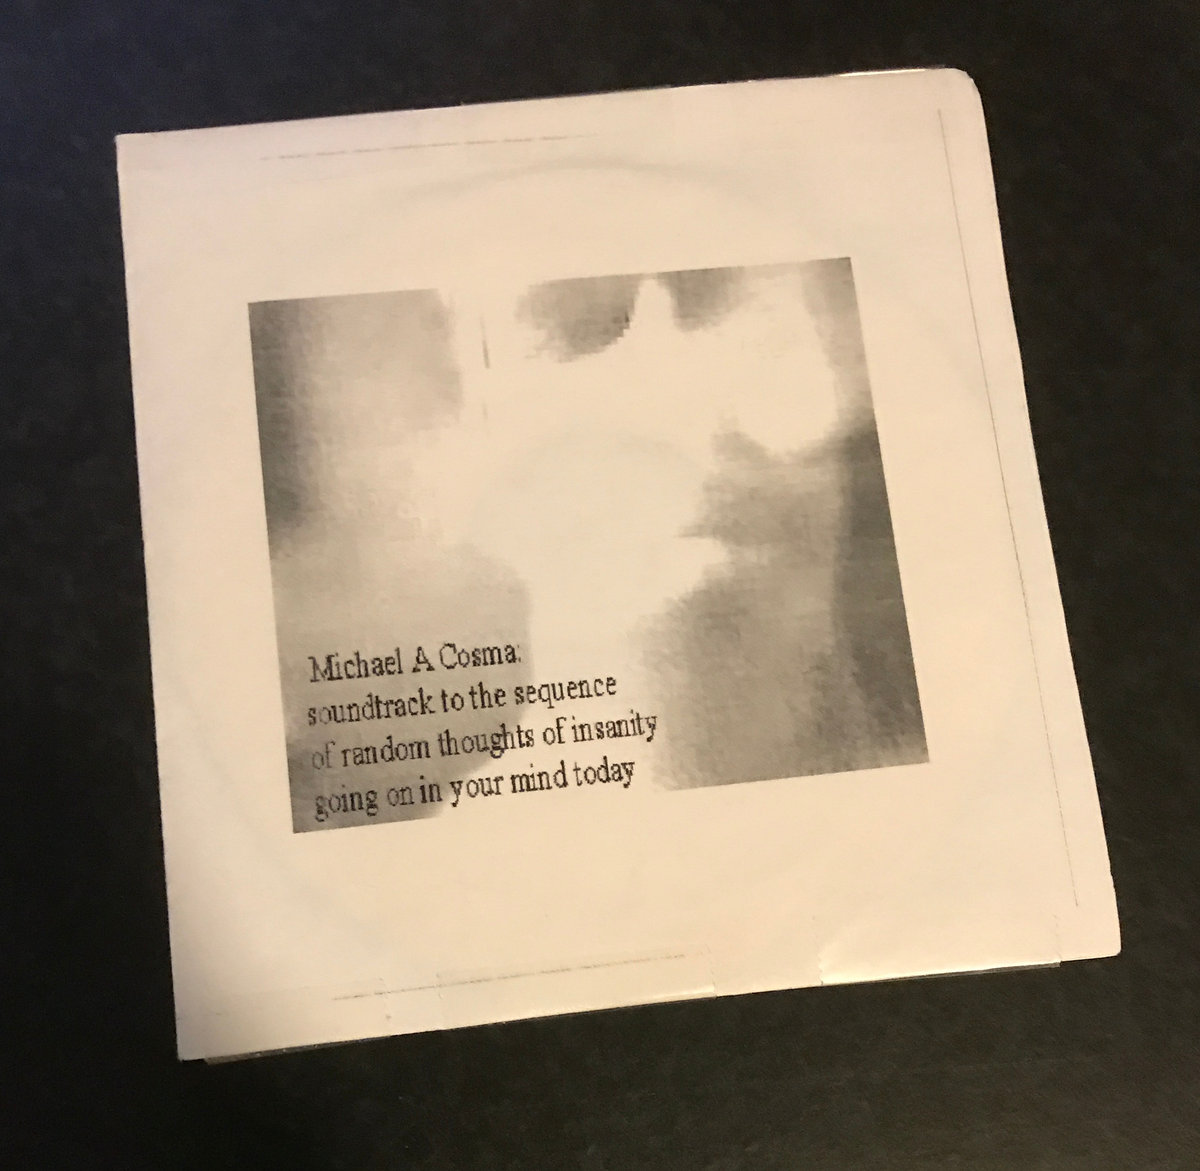 Michael A Cosma:
soundtrack to the sequence
of random thoughts of insanity
going on in your mind today